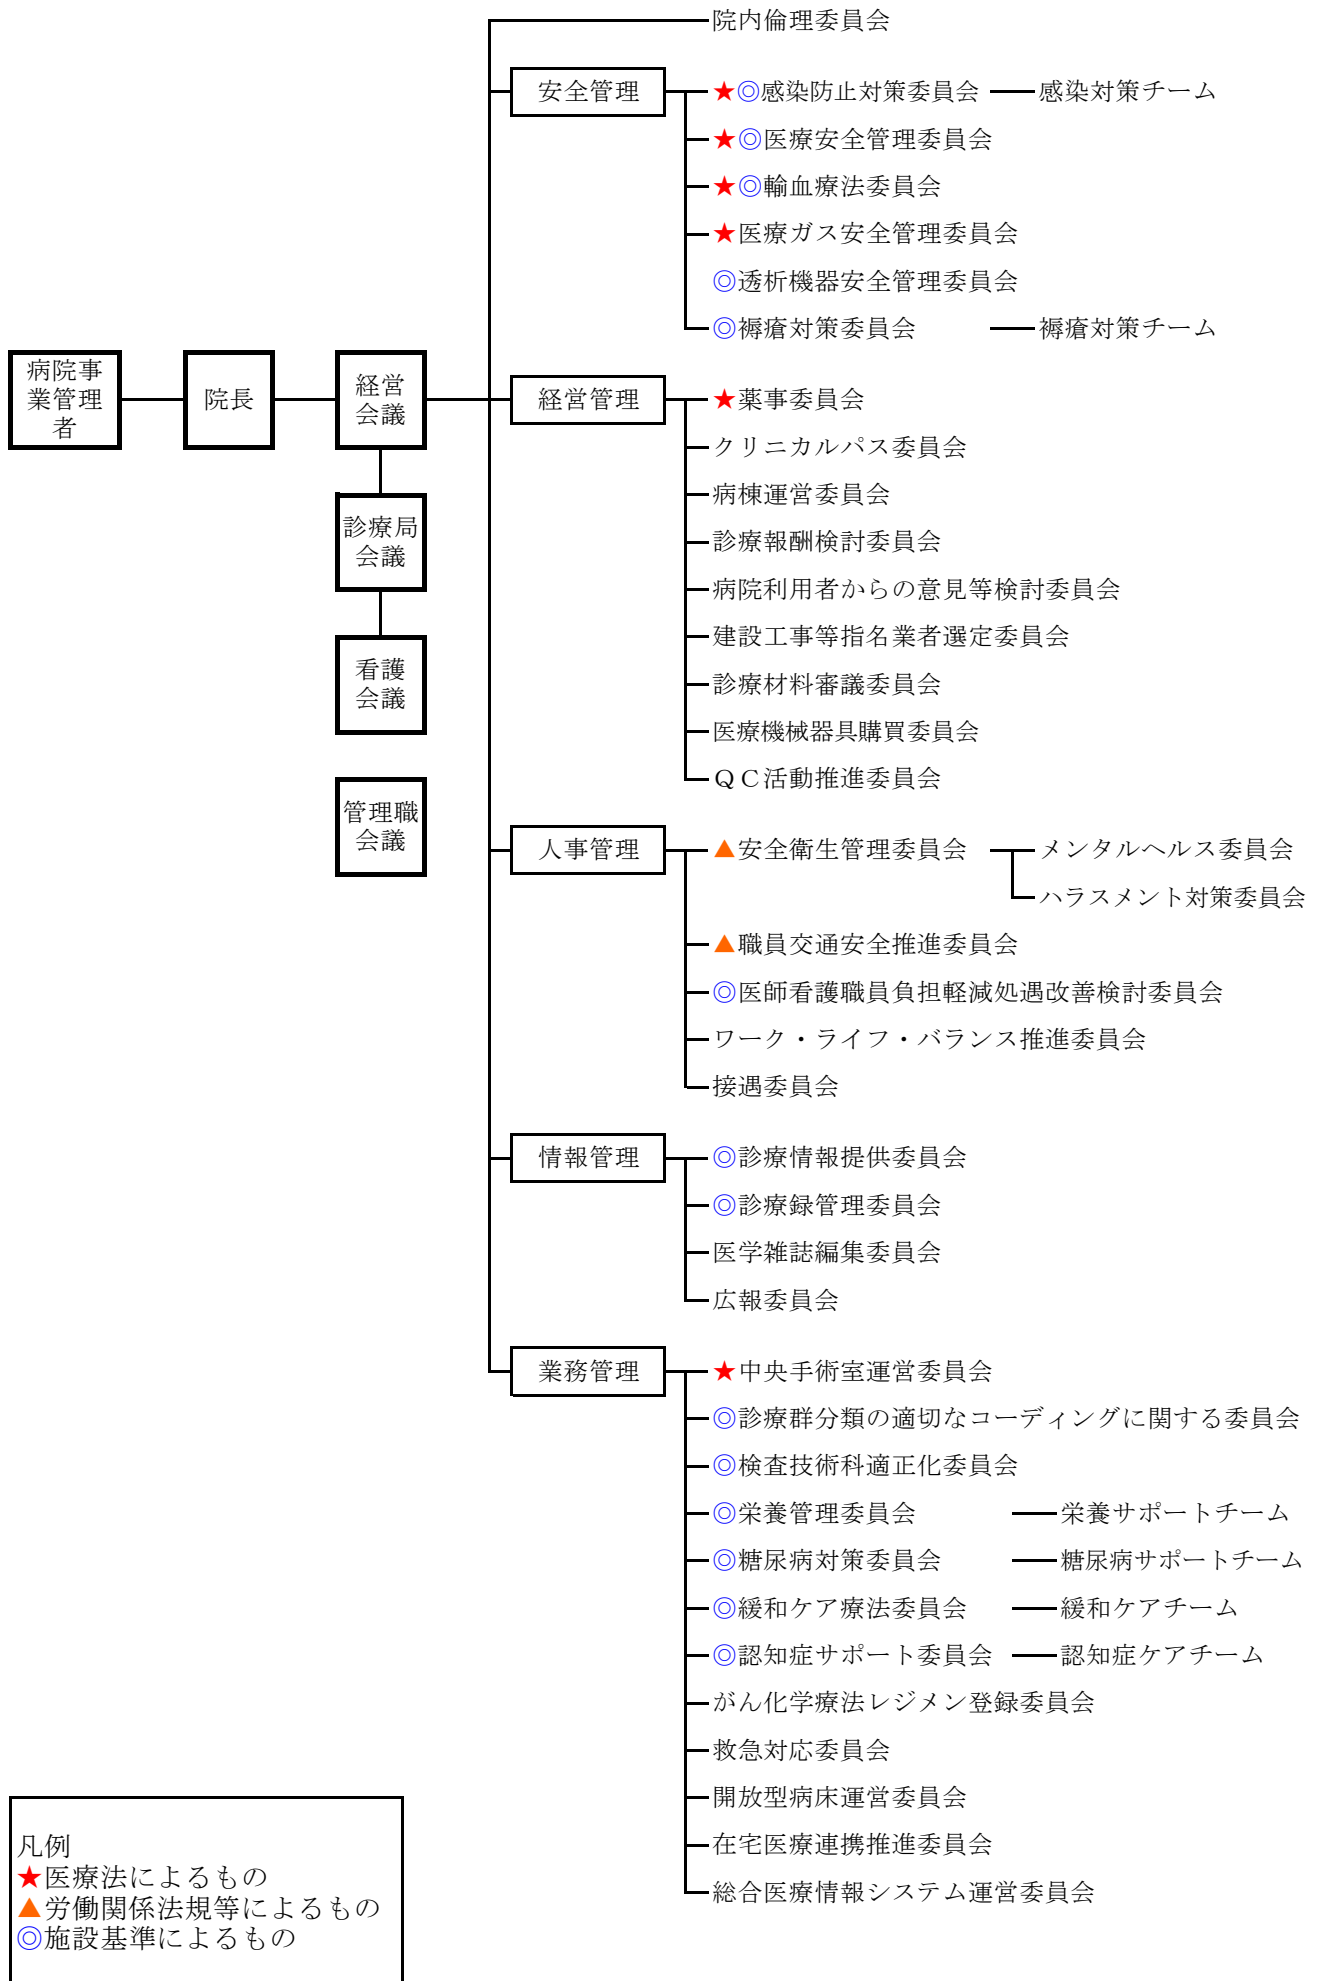 院内倫理委員会
安全管理
★◎感染防止対策委員会
感染対策チーム
★◎医療安全管理委員会
★◎輸血療法委員会
★医療ガス安全管理委員会
◎透析機器安全管理委員会
◎褥瘡対策委員会
褥瘡対策チーム
病院事
業管理
者
院長
経営
会議
経営管理
★薬事委員会
クリニカルパス委員会
病棟運営委員会
診療局
会議
診療報酬検討委員会
病院利用者からの意見等検討委員会
建設工事等指名業者選定委員会
看護
会議
診療材料審議委員会
医療機械器具購買委員会
ＱＣ活動推進委員会
管理職
会議
人事管理
▲安全衛生管理委員会
メンタルヘルス委員会
ハラスメント対策委員会
▲職員交通安全推進委員会
◎医師看護職員負担軽減処遇改善検討委員会
ワーク・ライフ・バランス推進委員会
接遇委員会
情報管理
◎診療情報提供委員会
◎診療録管理委員会
医学雑誌編集委員会
広報委員会
業務管理
★中央手術室運営委員会
◎診療群分類の適切なコーディングに関する委員会
◎検査技術科適正化委員会
◎栄養管理委員会
栄養サポートチーム
◎糖尿病対策委員会
糖尿病サポートチーム
◎緩和ケア療法委員会
緩和ケアチーム
◎認知症サポート委員会
認知症ケアチーム
がん化学療法レジメン登録委員会
救急対応委員会
開放型病床運営委員会
在宅医療連携推進委員会
総合医療情報システム運営委員会
凡例
★医療法によるもの
▲労働関係法規等によるもの
◎施設基準によるもの